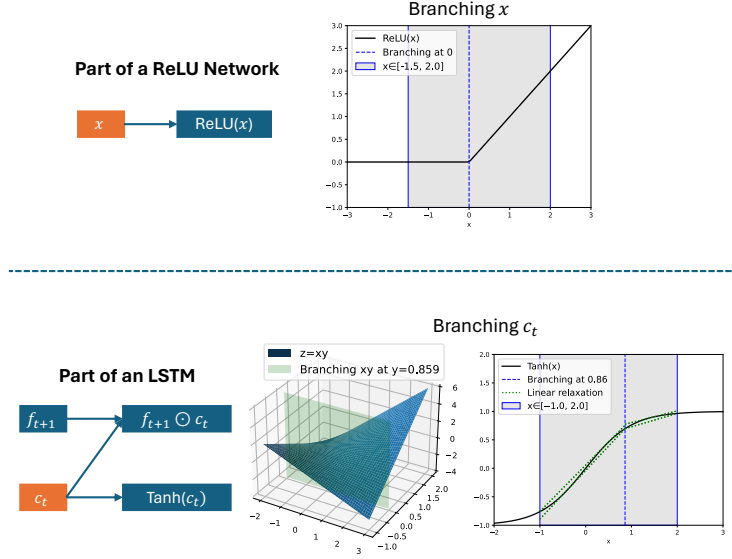 Branching x
Part of a ReLU Network
x
ReLU(x)
ReLU(x)
Branching at 0
x∈[-1.5, 2.0]
3.0
2.5
2.0
1.5
1.0
0.5
0.0
−0.5
−1.0
−3 −2 −1 0 1 2 3
x
Branching c_t
Part of an LSTM
f_{t+1}
f_{t+1} ⊙ c_t
c_t
Tanh(c_t)
z=xy
Branching xy at y=0.859
6
4
2
0
−2
−4
−2 −1 0 1 2 3
−1.0 −0.5 0.0 0.5 1.0 1.5 2.0
Tanh(x)
Branching at 0.86
Linear relaxation
x∈[−1.0, 2.0]
2.0
1.5
1.0
0.5
0.0
−0.5
−1.0
−3 −2 −1 0 1 2 3
x